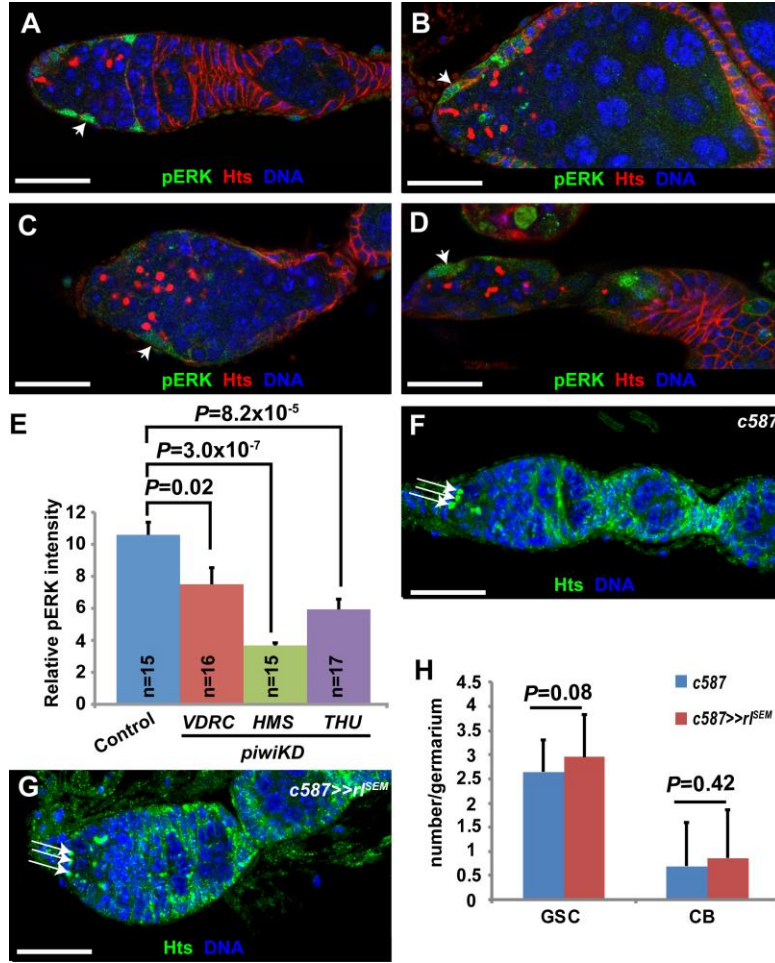 A
pERK Hts DNA
B
pERK Hts DNA
C
pERK Hts DNA
D
pERK Hts DNA
E
P=8.2x10⁻⁵
P=3.0x10⁻⁷
P=0.02
Relative pERK intensity
12
10
8
6
4
2
0
n=15
n=16
n=15
n=17
Control
VDRC
HMS
THU
piwiKD
F
c587
Hts DNA
G
c587>>rlˢᴱᴹ
Hts DNA
H
c587
c587>>rlˢᴱᴹ
P=0.08
P=0.42
number/germarium
4.5
4
3.5
3
2.5
2
1.5
1
0.5
0
GSC
CB